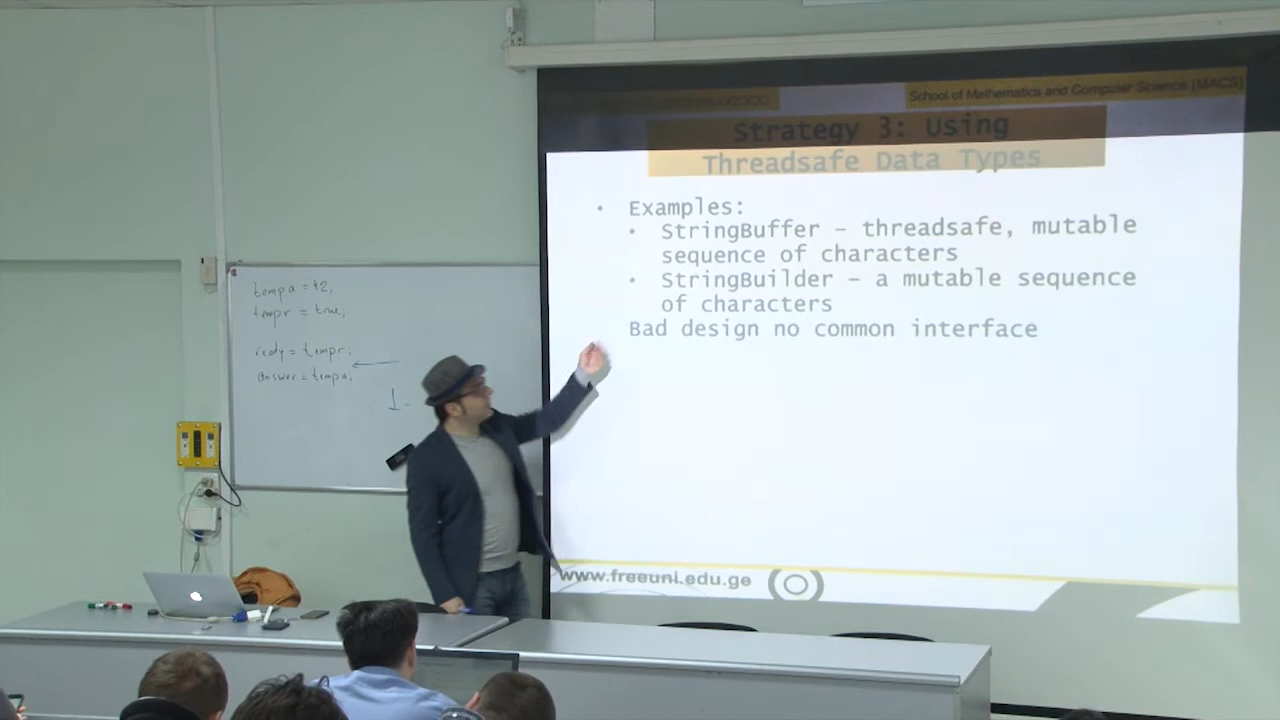 School of Mathematics and Computer Science (MACS)
Strategy 3: Using
Threadsafe Data Types
• Examples:
• StringBuffer – threadsafe, mutable
sequence of characters
• StringBuilder – a mutable sequence
of characters
Bad design no common interface
www.freeuni.edu.ge
tempa = 42;
tempr = true;
ready = tempr;
answer = tempa;